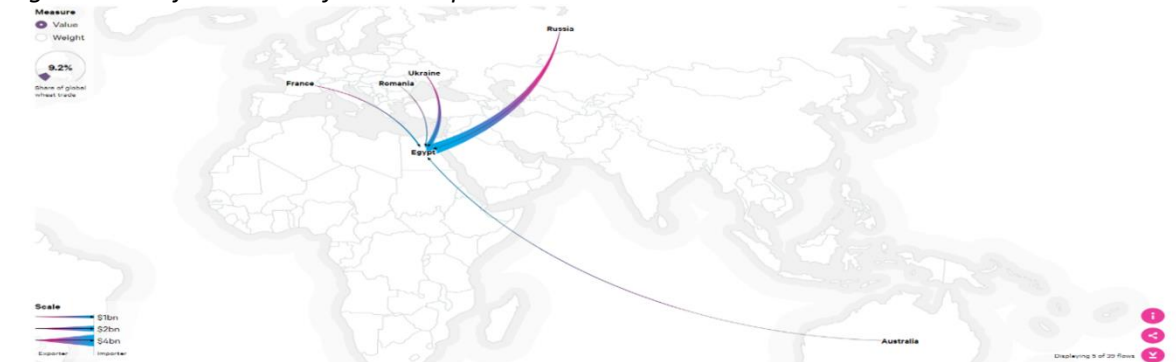 Measure
Value
Weight
9.2%
Share of global
wheat trade
Russia
Ukraine
France
Romania
Egypt
Australia
Scale
$1bn
$2bn
$4bn
Exporter Importer
Displaying 5 of 35 flows